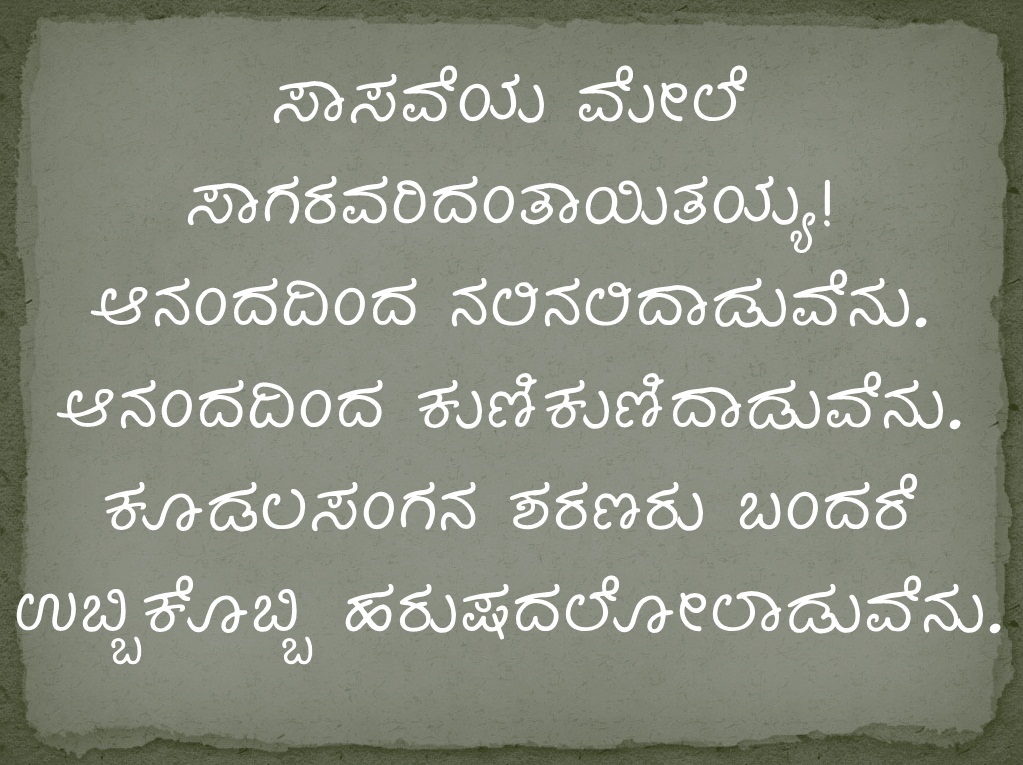 ಸಾಸವೆಯ ಮೇಲೆ
ಸಾಗರವರಿದಂತಾಯಿತಯ್ಯ!
ಆನಂದದಿಂದ ನಲಿನಲಿದಾಡುವೆನು.
ಆನಂದದಿಂದ ಕುಣಿಕುಣಿದಾಡುವೆನು.
ಕೂಡಲಸಂಗನ ಶರಣರು ಬಂದರೆ
ಉಬ್ಬಿಕೊಬ್ಬಿ ಹರುಷದಲೋಲಾಡುವೆನು.